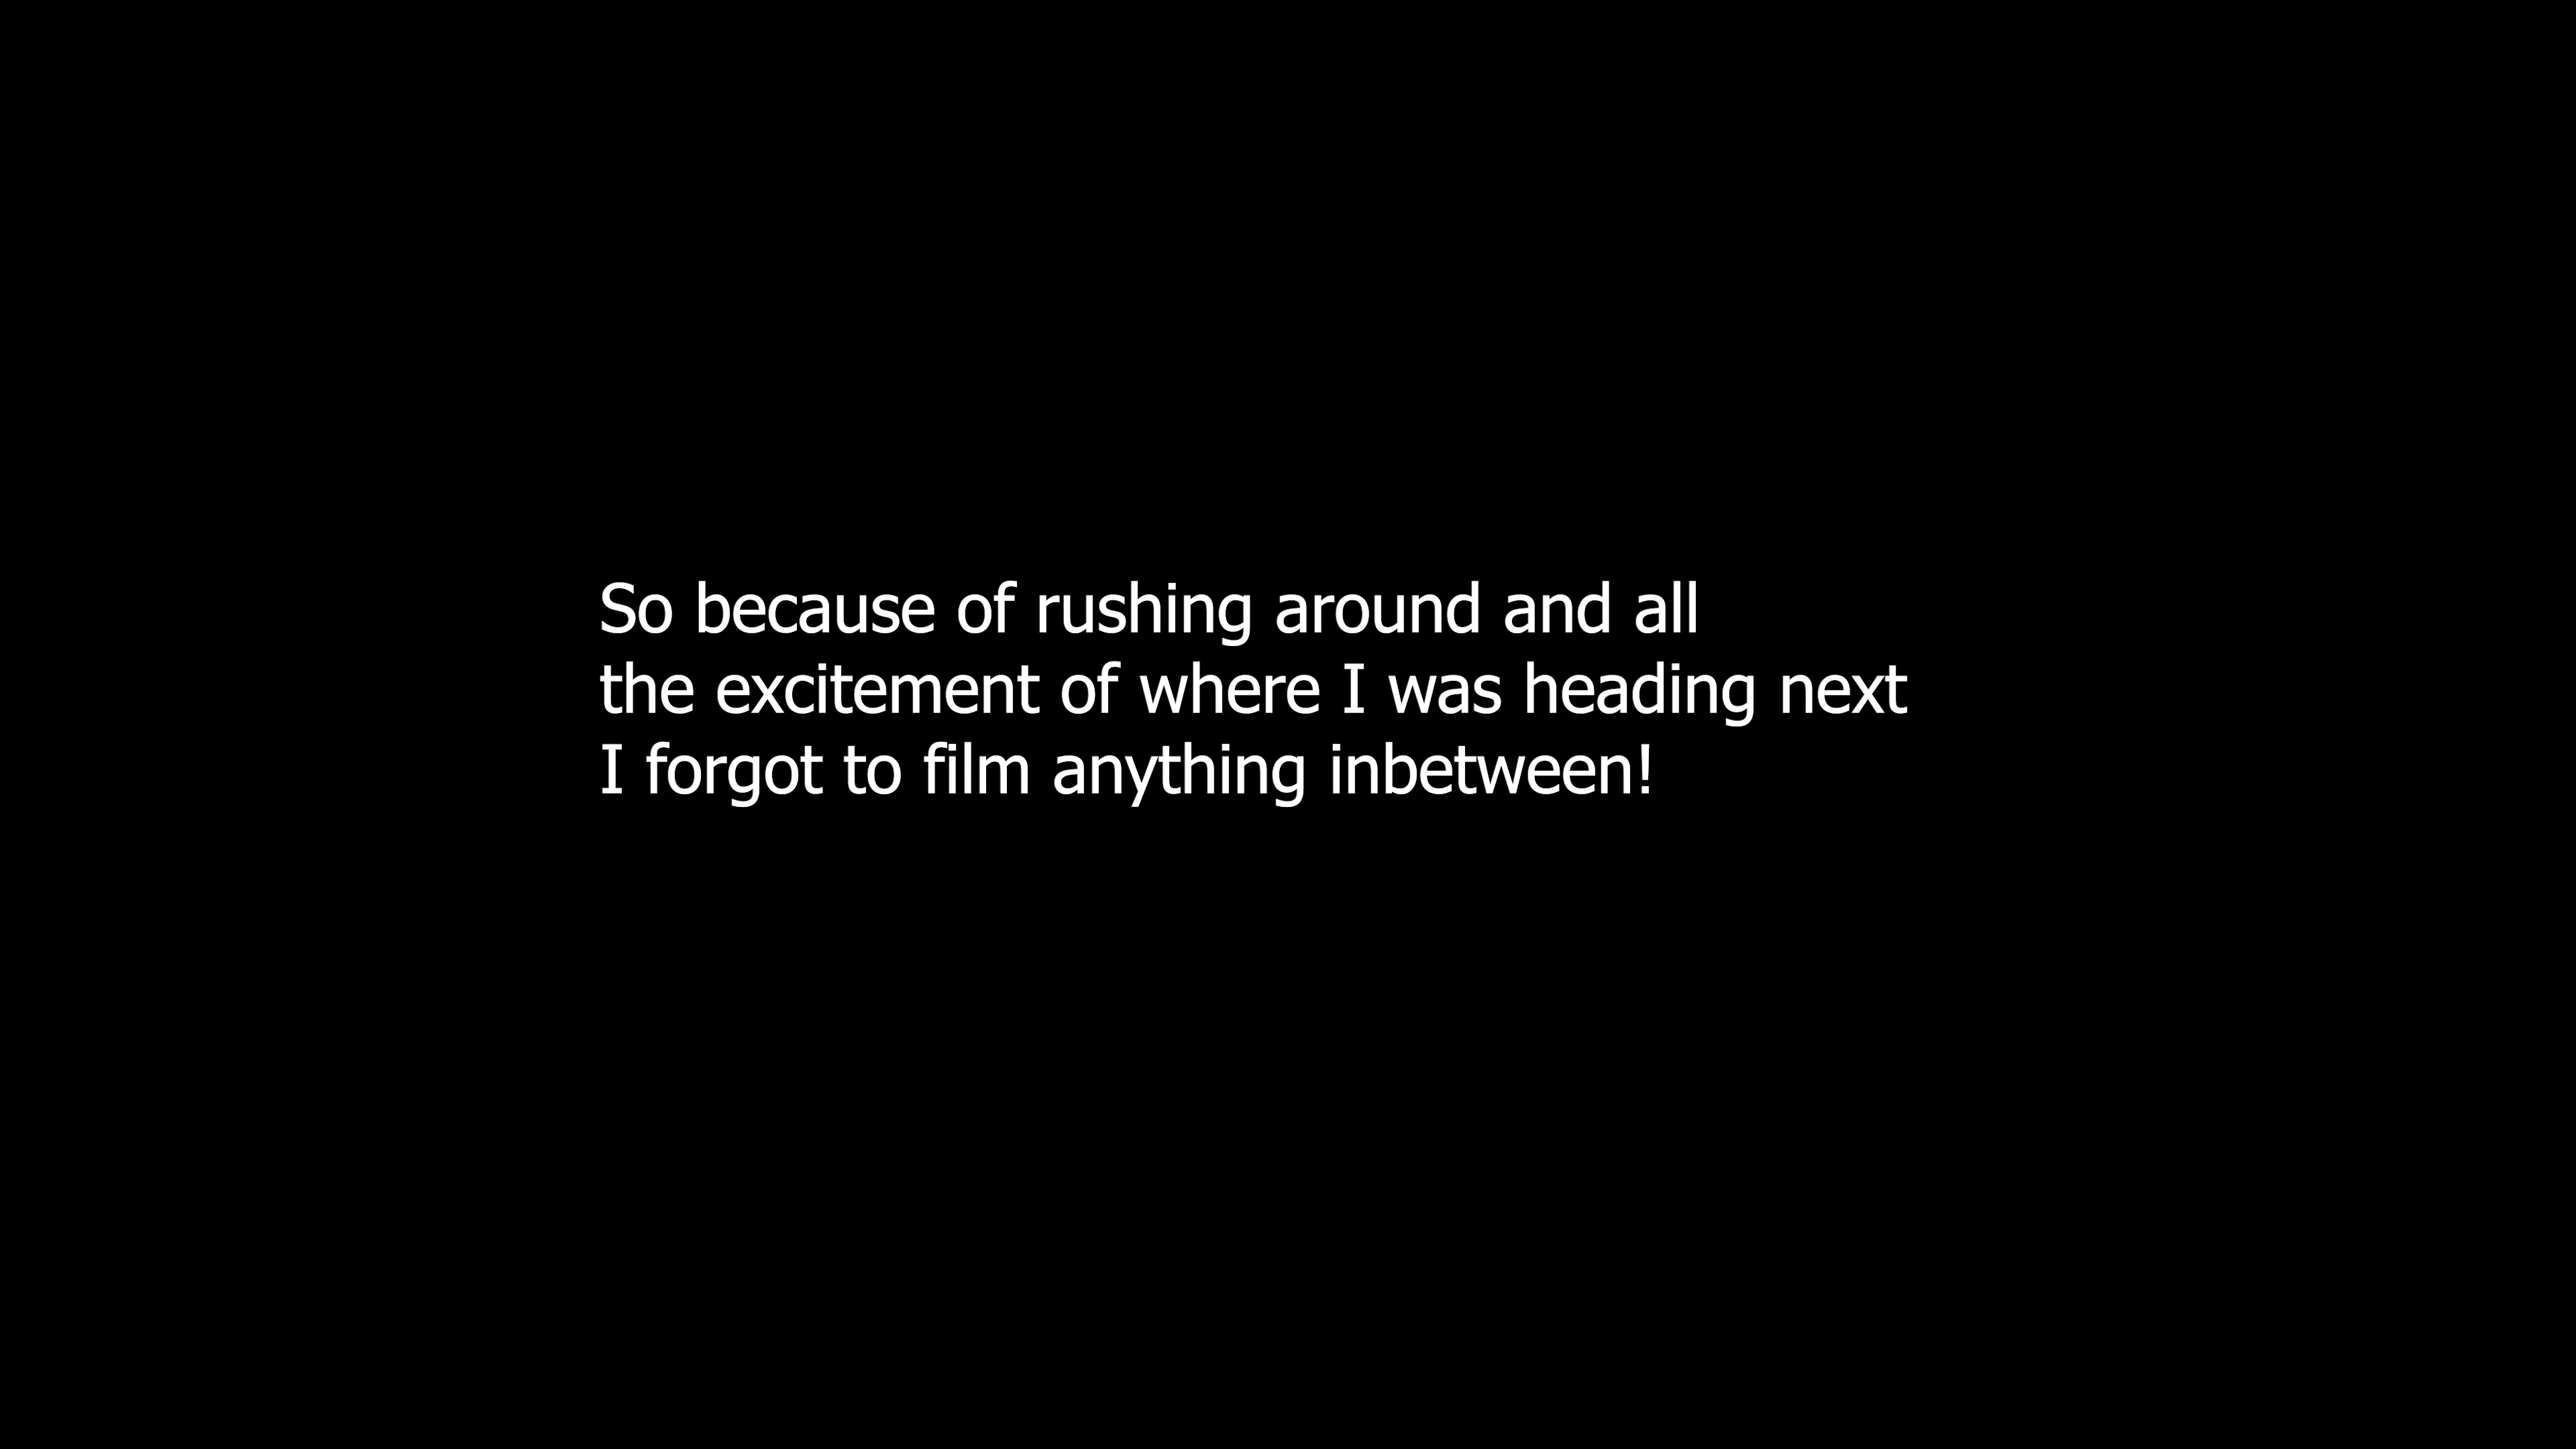 So because of rushing around and all
the excitement of where I was heading next
I forgot to film anything inbetween!